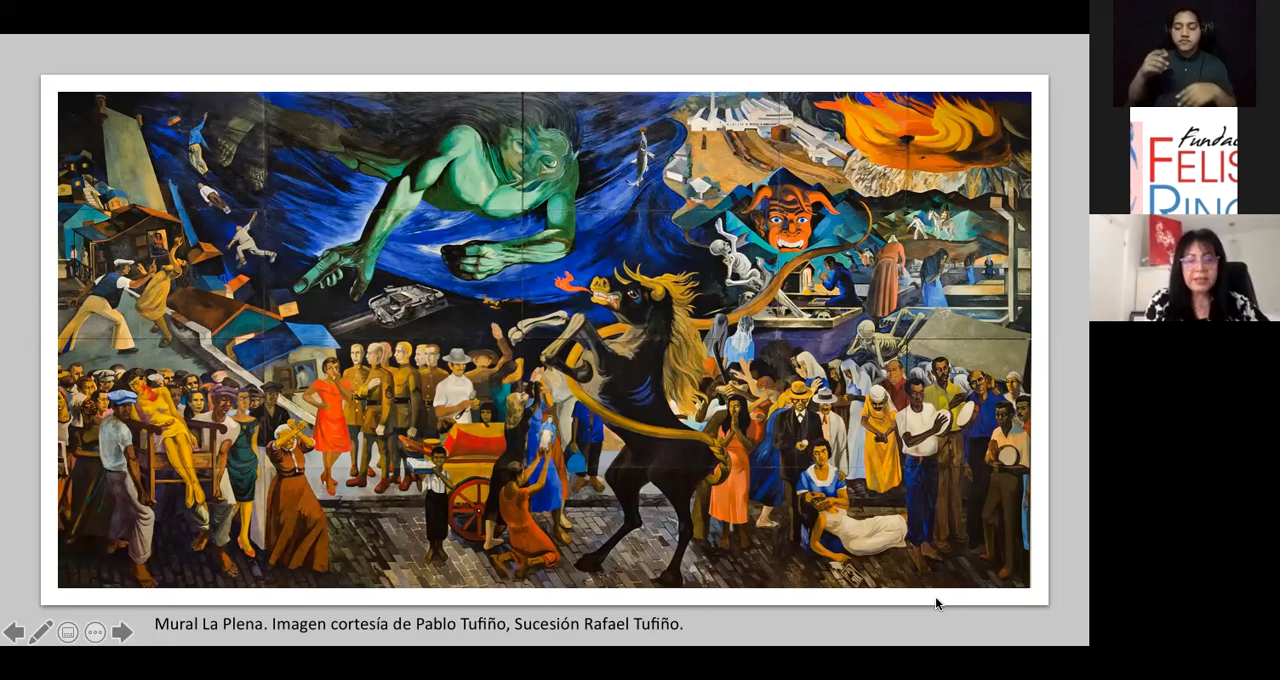 Fundac
FELIS
RINC
Mural La Plena. Imagen cortesía de Pablo Tufiño, Sucesión Rafael Tufiño.